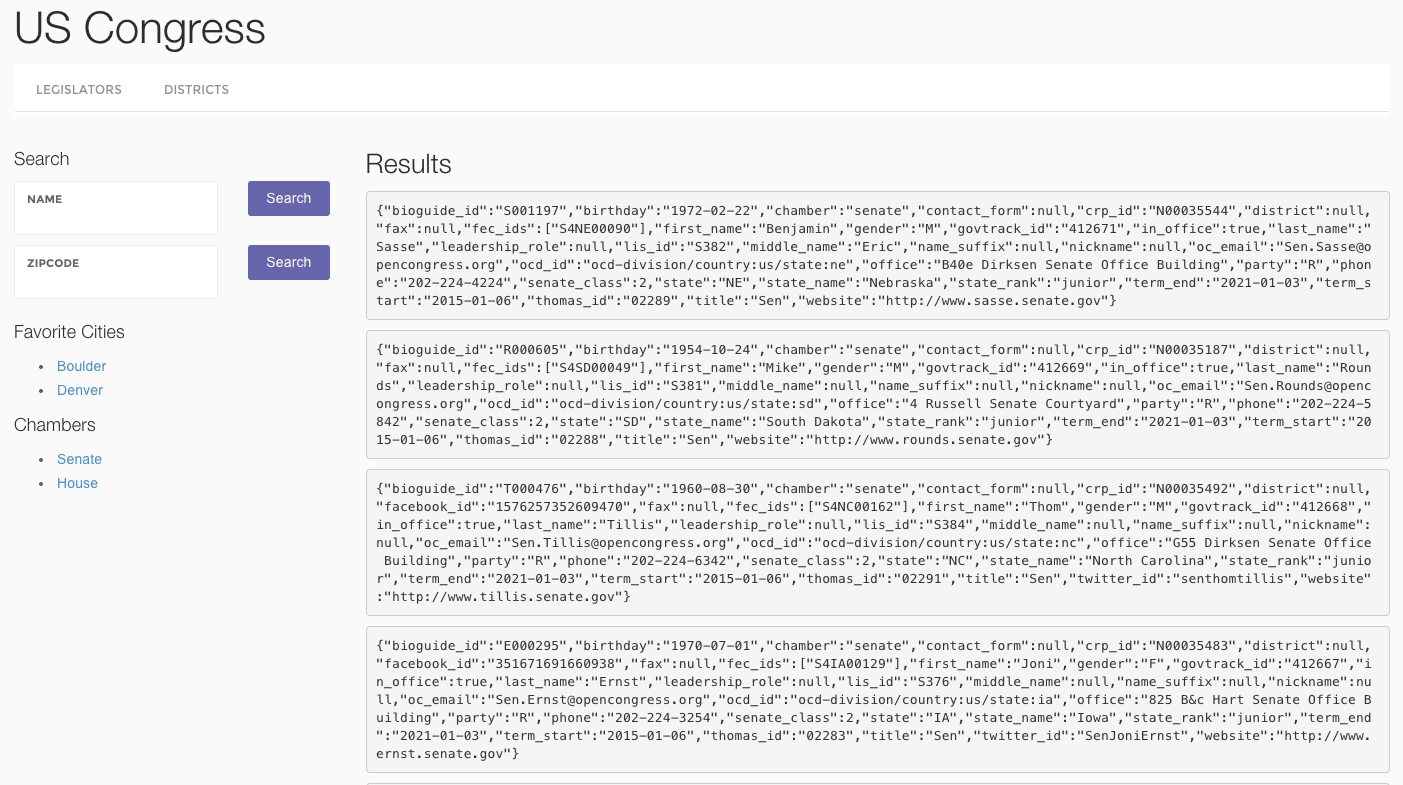 US Congress
LEGISLATORS DISTRICTS
Search
NAME
Search
ZIPCODE
Search
Favorite Cities
Boulder
Denver
Chambers
Senate
House
Results
{"bioguide_id":"S001197","birthday":"1972-02-22","chamber":"senate","contact_form":null,"crp_id":"N00035544","district":null,
"fax":null,"fec_ids":["S4NE00090"],"first_name":"Benjamin","gender":"M","govtrack_id":"412671","in_office":true,"last_name":"
Sasse","leadership_role":null,"lis_id":"S382","middle_name":"Eric","name_suffix":null,"nickname":null,"oc_email":"Sen.Sasse@o
pencongress.org","ocd_id":"ocd-division/country:us/state:ne","office":"B40e Dirksen Senate Office Building","party":"R","phon
e":"202-224-4224","senate_class":2,"state":"NE","state_name":"Nebraska","state_rank":"junior","term_end":"2021-01-03","term_s
tart":"2015-01-06","thomas_id":"02289","title":"Sen","website":"http://www.sasse.senate.gov"}
{"bioguide_id":"R000605","birthday":"1954-10-24","chamber":"senate","contact_form":null,"crp_id":"N00035187","district":null,
"fax":null,"fec_ids":["S4SD00049"],"first_name":"Mike","gender":"M","govtrack_id":"412669","in_office":true,"last_name":"Roun
ds","leadership_role":null,"lis_id":"S381","middle_name":null,"name_suffix":null,"nickname":null,"oc_email":"Sen.Rounds@openc
ongress.org","ocd_id":"ocd-division/country:us/state:sd","office":"4 Russell Senate Courtyard","party":"R","phone":"202-224-5
842","senate_class":2,"state":"SD","state_name":"South Dakota","state_rank":"junior","term_end":"2021-01-03","term_start":"20
15-01-06","thomas_id":"02288","title":"Sen","website":"http://www.rounds.senate.gov"}
{"bioguide_id":"T000476","birthday":"1960-08-30","chamber":"senate","contact_form":null,"crp_id":"N00035492","district":null,
"facebook_id":"1576257352609470","fax":null,"fec_ids":["S4NC00162"],"first_name":"Thom","gender":"M","govtrack_id":"412668","
in_office":true,"last_name":"Tillis","leadership_role":null,"lis_id":"S384","middle_name":null,"name_suffix":null,"nickname":
null,"oc_email":"Sen.Tillis@opencongress.org","ocd_id":"ocd-division/country:us/state:nc","office":"G55 Dirksen Senate Office
Building","party":"R","phone":"202-224-6342","senate_class":2,"state":"NC","state_name":"North Carolina","state_rank":"junio
r","term_end":"2021-01-03","term_start":"2015-01-06","thomas_id":"02291","title":"Sen","twitter_id":"senthomtillis","website"
:"http://www.tillis.senate.gov"}
{"bioguide_id":"E000295","birthday":"1970-07-01","chamber":"senate","contact_form":null,"crp_id":"N00035483","district":null,
"facebook_id":"351671691660938","fax":null,"fec_ids":["S4IA00129"],"first_name":"Joni","gender":"F","govtrack_id":"412667","i
n_office":true,"last_name":"Ernst","leadership_role":null,"lis_id":"S376","middle_name":null,"name_suffix":null,"nickname":nu
ll,"oc_email":"Sen.Ernst@opencongress.org","ocd_id":"ocd-division/country:us/state:ia","office":"825 B&c Hart Senate Office B
uilding","party":"R","phone":"202-224-3254","senate_class":2,"state":"IA","state_name":"Iowa","state_rank":"junior","term_end
":"2021-01-03","term_start":"2015-01-06","thomas_id":"02283","title":"Sen","twitter_id":"SenJoniErnst","website":"http://www.
ernst.senate.gov"}